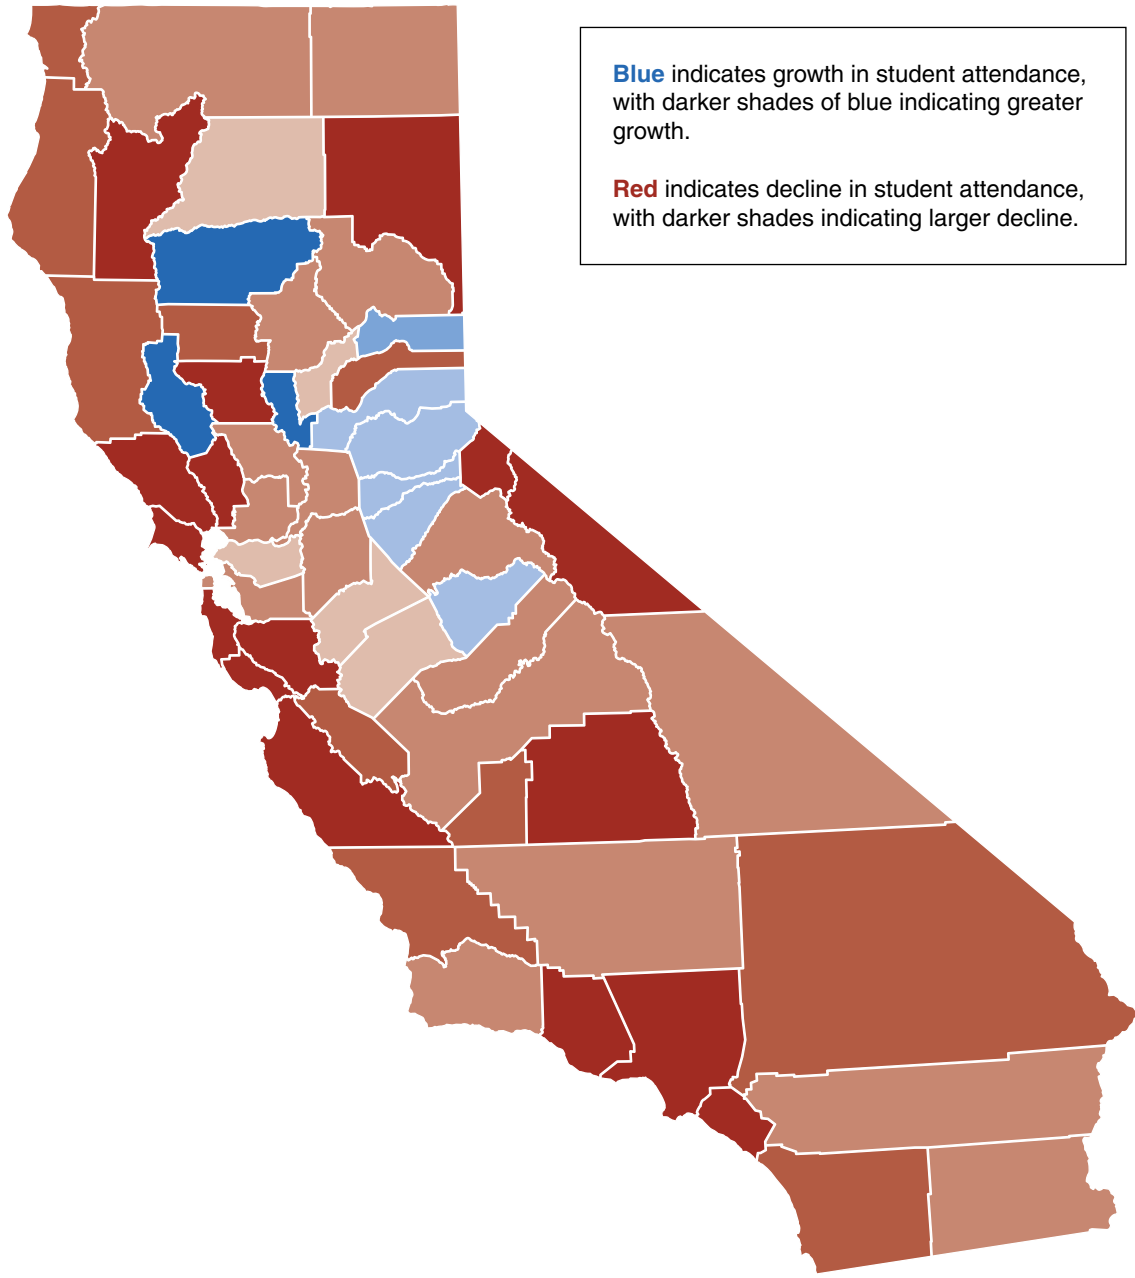 Blue indicates growth in student attendance,
with darker shades of blue indicating greater
growth.
Red indicates decline in student attendance,
with darker shades indicating larger decline.